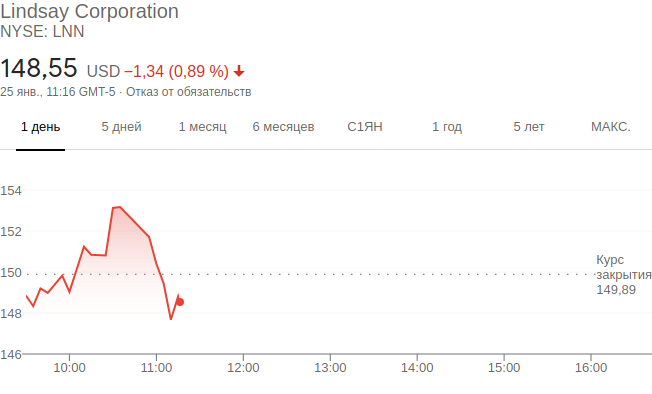 Lindsay Corporation
NYSE: LNN
148,55 USD −1,34 (0,89 %)
25 янв., 11:16 GMT-5 · Отказ от обязательств
1 день 5 дней 1 месяц 6 месяцев С1ЯН 1 год 5 лет МАКС.
154
152
150
148
146
Курс
закрытия
149,89
10:00 11:00 12:00 13:00 14:00 15:00 16:00